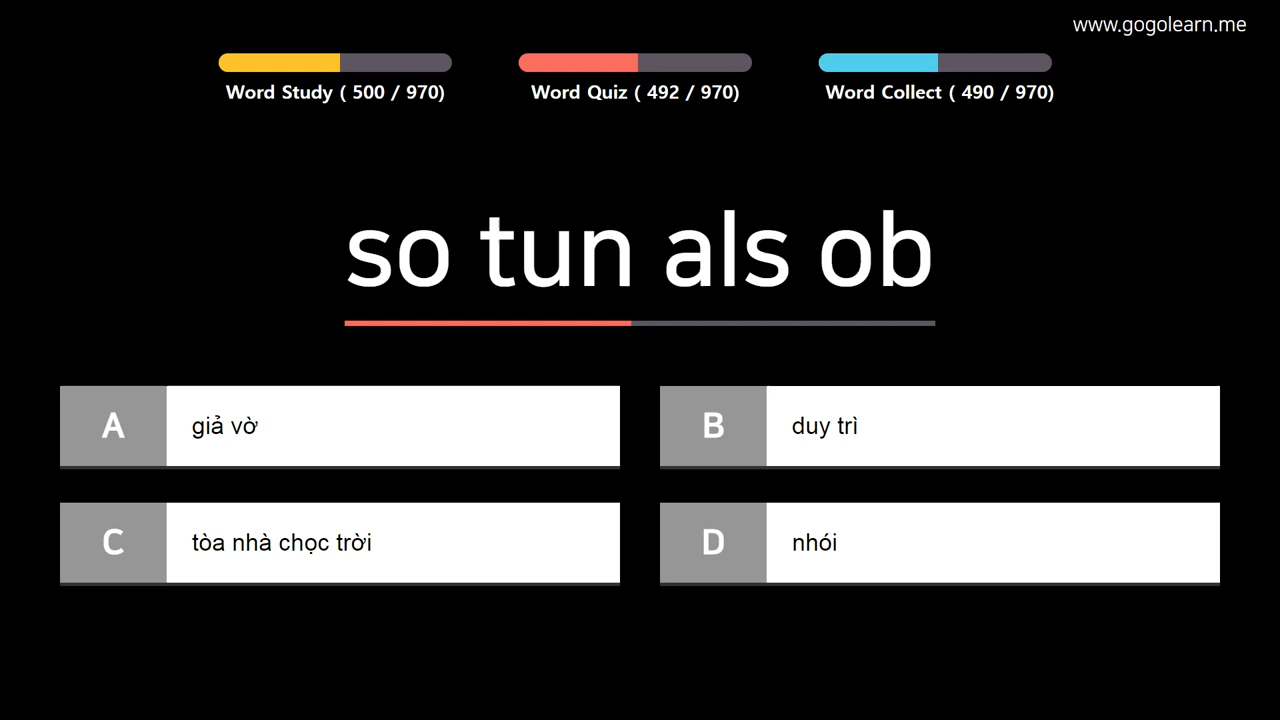 www.gogolearn.me
Word Study ( 500 / 970)
Word Quiz ( 492 / 970)
Word Collect ( 490 / 970)
so tun als ob
A giả vờ
B duy trì
C tòa nhà chọc trời
D nhói